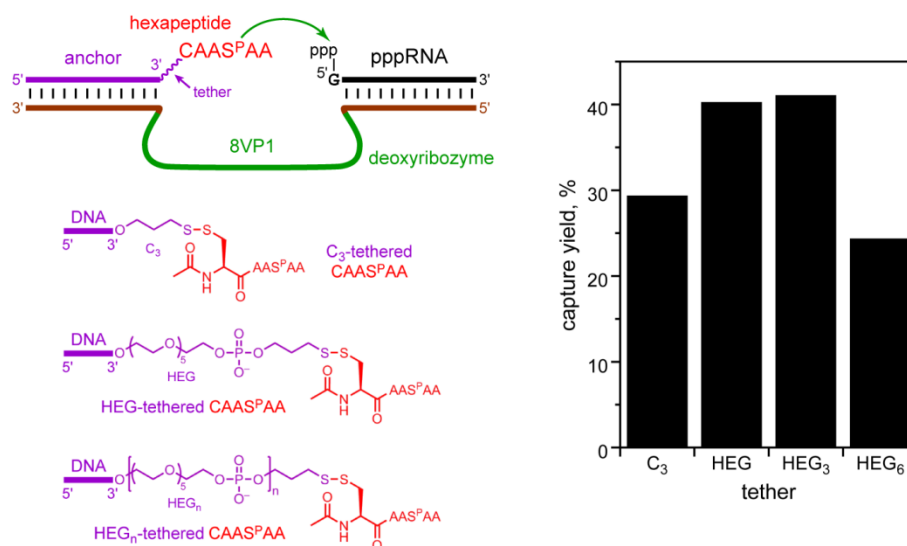 hexapeptide
CAASᴾAA
ppp
anchor
3'
5'
G
pppRNA
5'
3'
tether
3'
5'
8VP1
deoxyribozyme
DNA
5'
3'
O
C₃
S–S
O
N
H
O
AASᴾAA
C₃-tethered
CAASᴾAA
DNA
5'
3'
O
O
5
HEG
O
O–P–O
O⁻
S–S
O
N
H
O
AASᴾAA
HEG-tethered CAASᴾAA
DNA
5'
3'
O
O
5
HEGₙ
O
O–P–O
O⁻
n
S–S
O
N
H
O
AASᴾAA
HEGₙ-tethered CAASᴾAA
capture yield, %
40
30
20
10
0
C₃ HEG HEG₃ HEG₆
tether